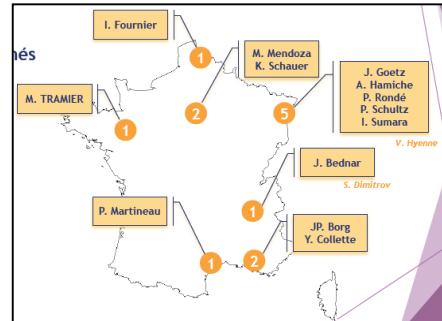 nés
I. Fournier
1
M. Mendoza
K. Schauer
2
J. Goetz
A. Hamiche
P. Rondé
P. Schultz
I. Sumara
5
V. Hyenne
M. TRAMIER
1
J. Bednar
S. Dimitrov
1
P. Martineau
1
JP. Borg
Y. Collette
2